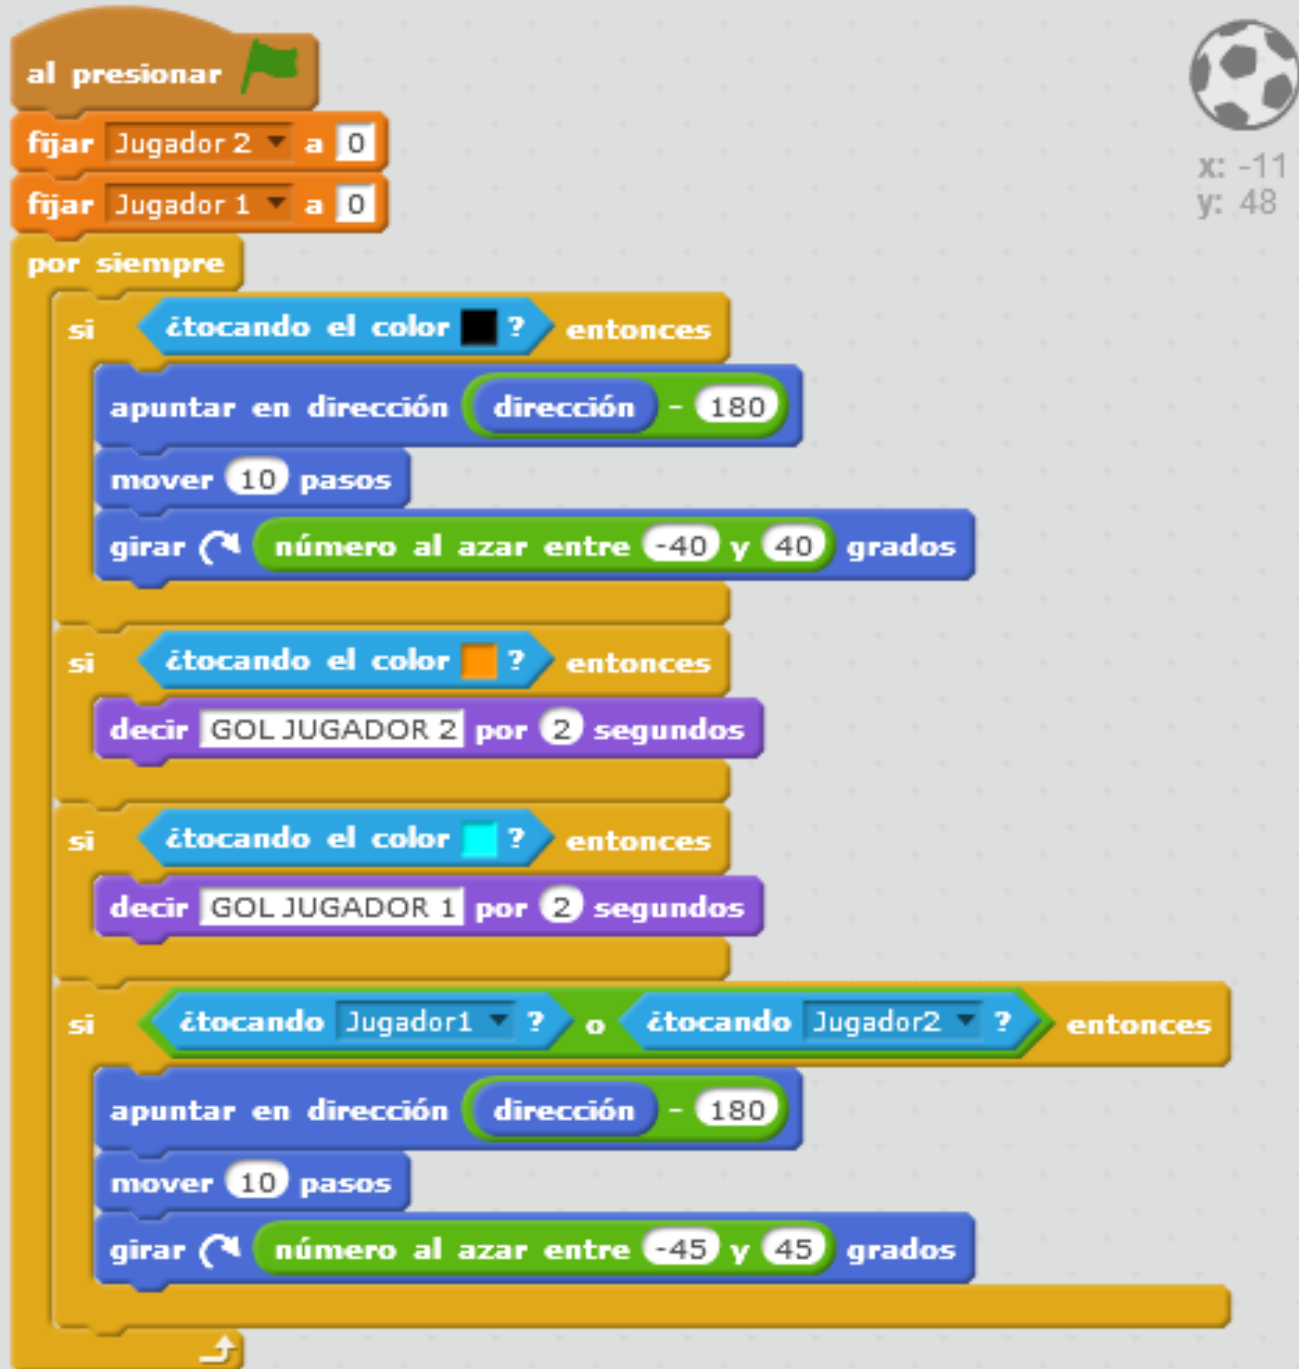 al presionar
fijar Jugador 2 a 0
fijar Jugador 1 a 0
por siempre
si ¿tocando el color ? entonces
apuntar en dirección dirección - 180
mover 10 pasos
girar número al azar entre -40 y 40 grados
si ¿tocando el color ? entonces
decir GOL JUGADOR 2 por 2 segundos
si ¿tocando el color ? entonces
decir GOL JUGADOR 1 por 2 segundos
si ¿tocando Jugador1 ? o ¿tocando Jugador2 ? entonces
apuntar en dirección dirección - 180
mover 10 pasos
girar número al azar entre -45 y 45 grados
x: -11
y: 48